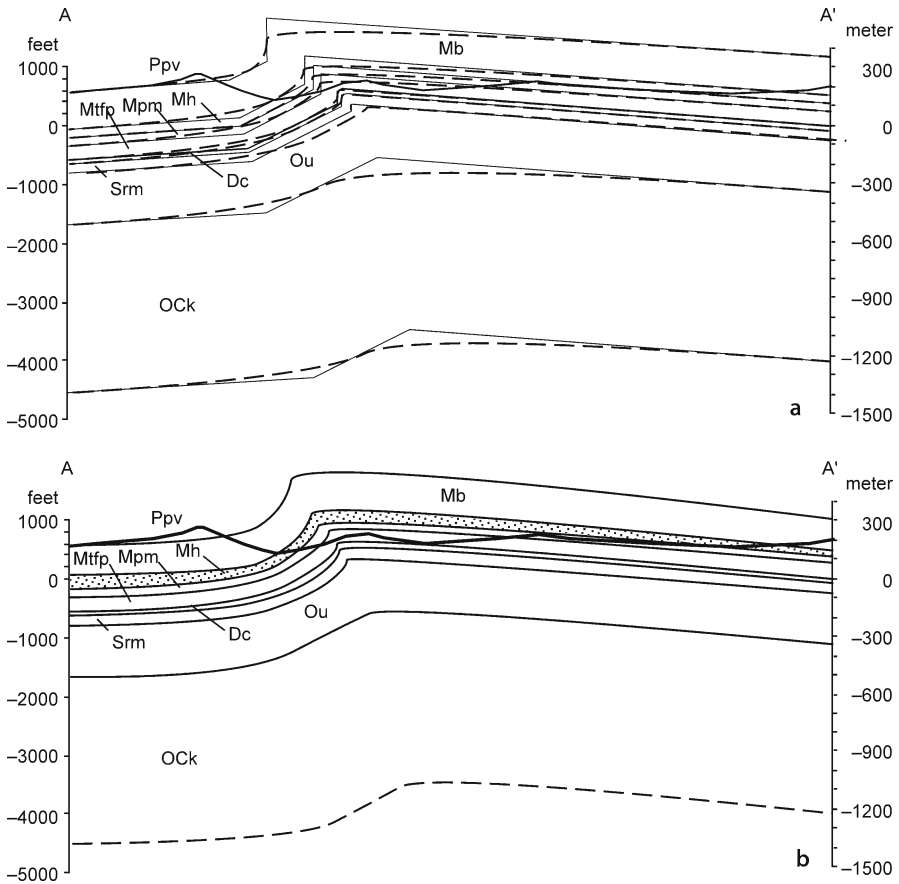 A A'
feet meter
Mb
Ppv
1000 300
Mtfp Mpm Mh
0 0
Ou
Srm Dc
–1000 –300
–2000 –600
OCk
–3000 –900
–4000 –1200
a
–5000 –1500
A A'
feet meter
Mb
Ppv
1000 300
Mtfp Mpm Mh
0 0
Ou
Srm Dc
–1000 –300
–2000 –600
OCk
–3000 –900
–4000 –1200
b
–5000 –1500